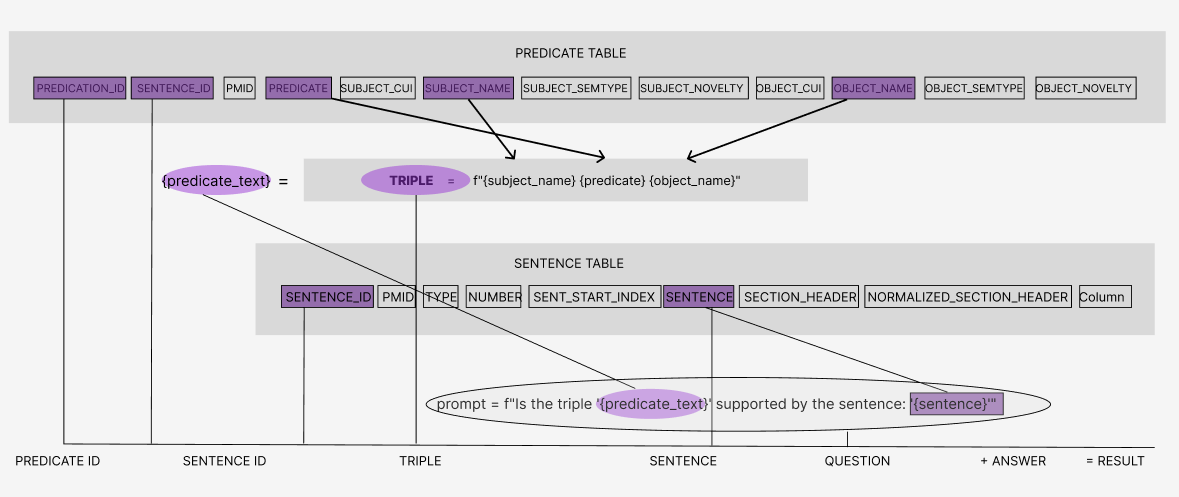 PREDICATE TABLE
PREDICATION_ID SENTENCE_ID PMID PREDICATE SUBJECT_CUI SUBJECT_NAME SUBJECT_SEMTYPE SUBJECT_NOVELTY OBJECT_CUI OBJECT_NAME OBJECT_SEMTYPE OBJECT_NOVELTY
{predicate_text} = TRIPLE = f"{subject_name} {predicate} {object_name}"
SENTENCE TABLE
SENTENCE_ID PMID TYPE NUMBER SENT_START_INDEX SENTENCE SECTION_HEADER NORMALIZED_SECTION_HEADER Column
prompt = f"Is the triple '{predicate_text}' supported by the sentence: '{sentence}'"
PREDICATE ID SENTENCE ID TRIPLE SENTENCE QUESTION + ANSWER = RESULT